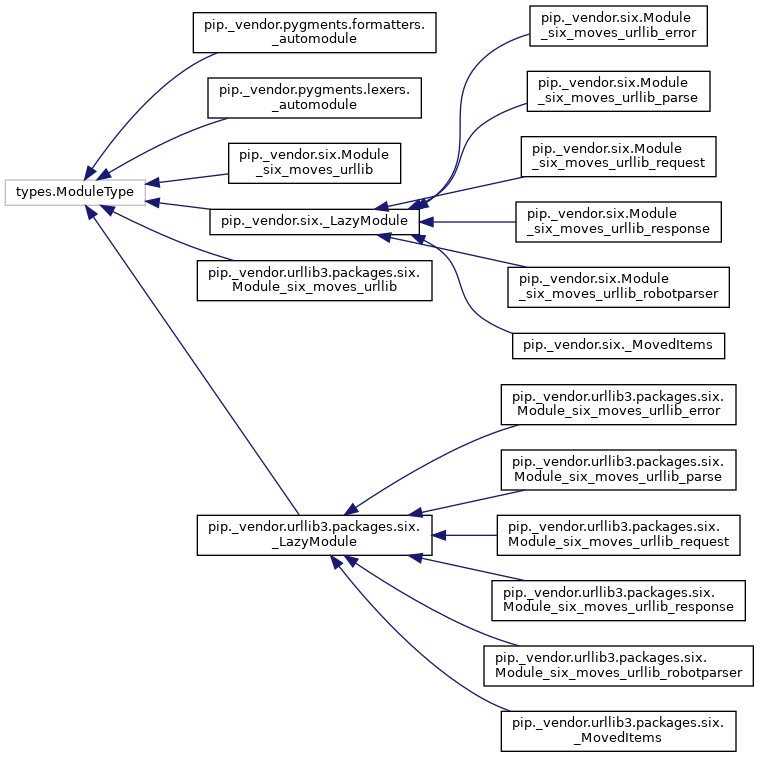 types.ModuleType
pip._vendor.pygments.formatters.
_automodule
pip._vendor.pygments.lexers.
_automodule
pip._vendor.six.Module
_six_moves_urllib
pip._vendor.six._LazyModule
pip._vendor.urllib3.packages.six.
Module_six_moves_urllib
pip._vendor.urllib3.packages.six.
_LazyModule
pip._vendor.six.Module
_six_moves_urllib_error
pip._vendor.six.Module
_six_moves_urllib_parse
pip._vendor.six.Module
_six_moves_urllib_request
pip._vendor.six.Module
_six_moves_urllib_response
pip._vendor.six.Module
_six_moves_urllib_robotparser
pip._vendor.six._MovedItems
pip._vendor.urllib3.packages.six.
Module_six_moves_urllib_error
pip._vendor.urllib3.packages.six.
Module_six_moves_urllib_parse
pip._vendor.urllib3.packages.six.
Module_six_moves_urllib_request
pip._vendor.urllib3.packages.six.
Module_six_moves_urllib_response
pip._vendor.urllib3.packages.six.
Module_six_moves_urllib_robotparser
pip._vendor.urllib3.packages.six.
_MovedItems